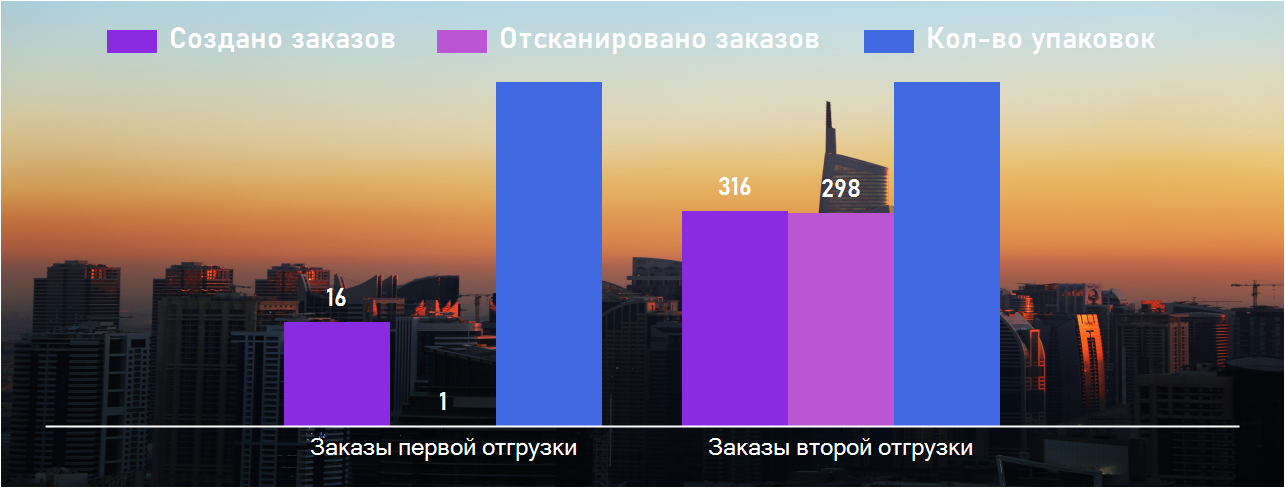 Создано заказов Отсканировано заказов Кол-во упаковок
316 298
16
1
Заказы первой отгрузки Заказы второй отгрузки